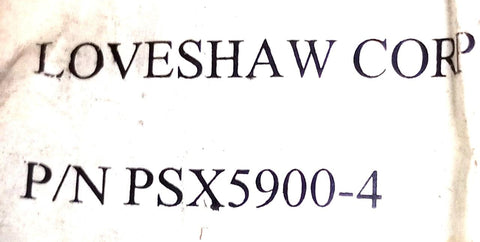 LOVESHAW CORP
P/N PSX5900-4